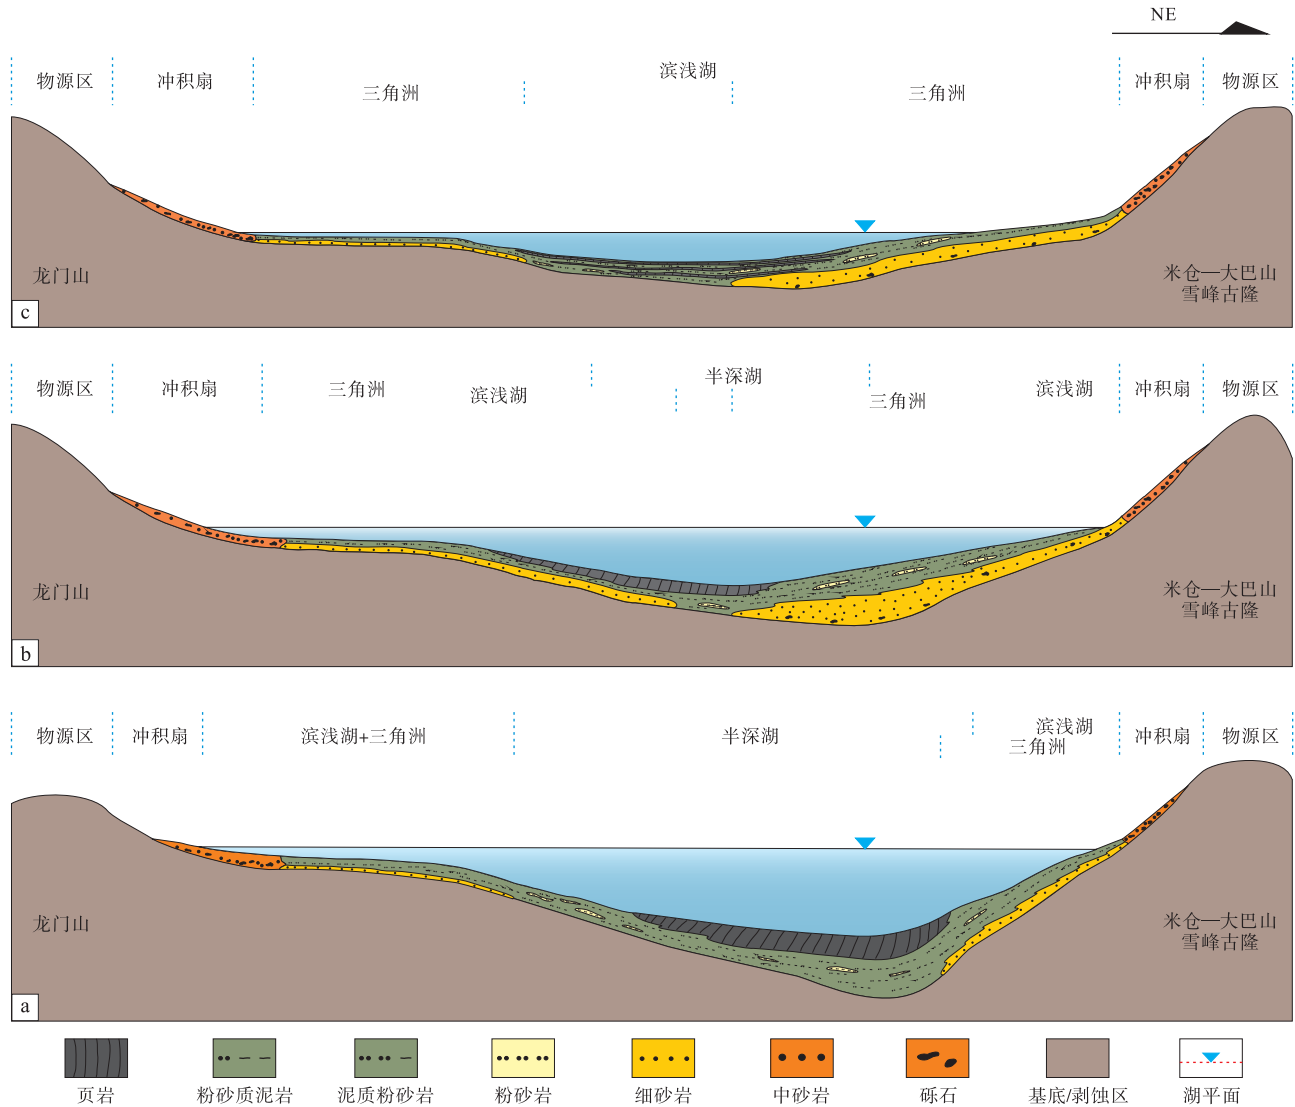 NE
物源区 冲积扇 三角洲 滨浅湖 三角洲 冲积扇 物源区
龙门山
米仓—大巴山
雪峰古隆
c
物源区 冲积扇 三角洲 滨浅湖 半深湖 三角洲 滨浅湖 冲积扇 物源区
龙门山
米仓—大巴山
雪峰古隆
b
物源区 冲积扇 滨浅湖+三角洲 半深湖 滨浅湖 冲积扇 物源区
三角洲
龙门山
米仓—大巴山
雪峰古隆
a
页岩 粉砂质泥岩 泥质粉砂岩 粉砂岩 细砂岩 中砂岩 砾石 基底/剥蚀区 湖平面